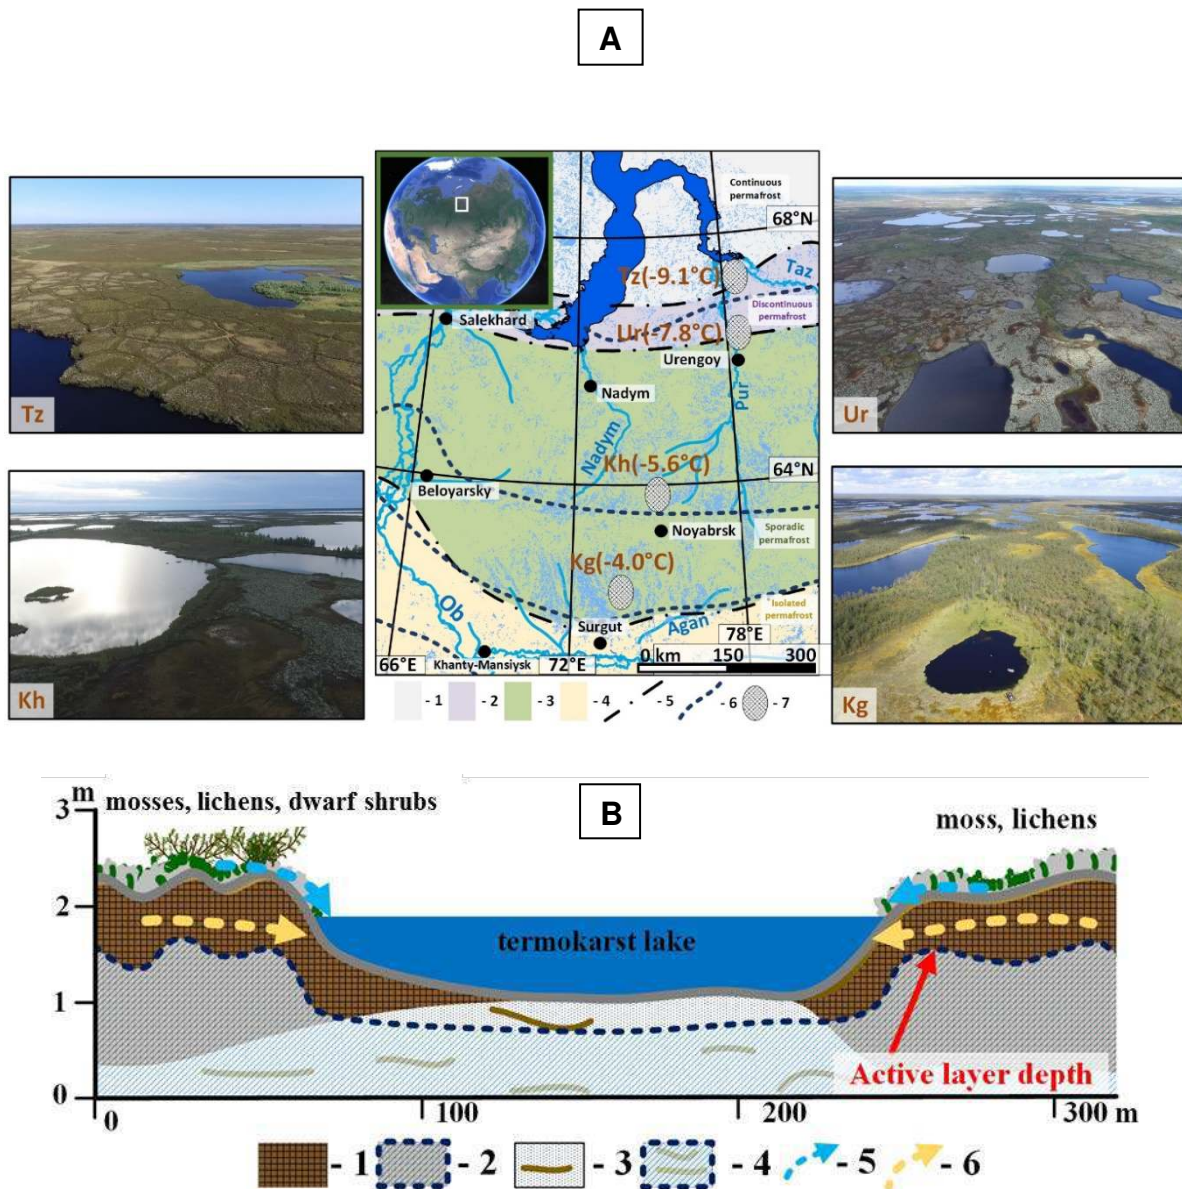 A
Continuous
permafrost
68°N
Taz
Tz(-9.1°C)
Discontinuous
permafrost
Salekhard
Ur(-7.8°C)
Urengoy
Nadym
Pur
Nadym
Tz
Ur
Kh(-5.6°C)
64°N
Beloyarsky
Noyabrsk
Sporadic
permafrost
Kg(-4.0°C)
Isolated
permafrost
Ob
Surgut
Agan
78°E
66°E
Khanty-Mansiysk
72°E
0 km 150 300
Kh
Kg
- 1 - 2 - 3 - 4 - 5 - 6 - 7
B
m
3
mosses, lichens, dwarf shrubs
moss, lichens
2
termokarst lake
1
Active layer depth
0
0 100 200 300 m
- 1 - 2 - 3 - 4 - 5 - 6